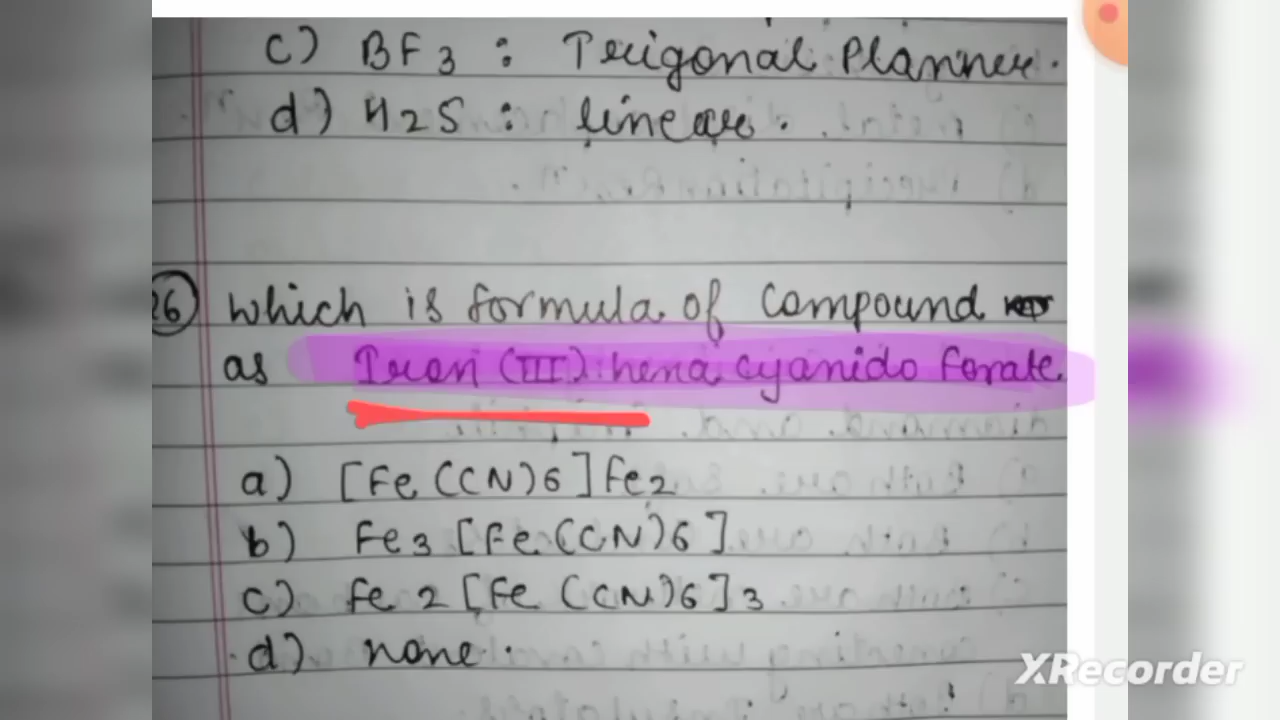 c) BF3 : Trigonal Planner.
d) H2S : linear.
26) which is formula of compound
as Iron (III) hexa cyanido ferrate
a) [Fe (CN)6] Fe2
b) Fe3 [Fe (CN)6]
c) Fe2 [Fe (CN)6] 3
d) none.
XRecorder